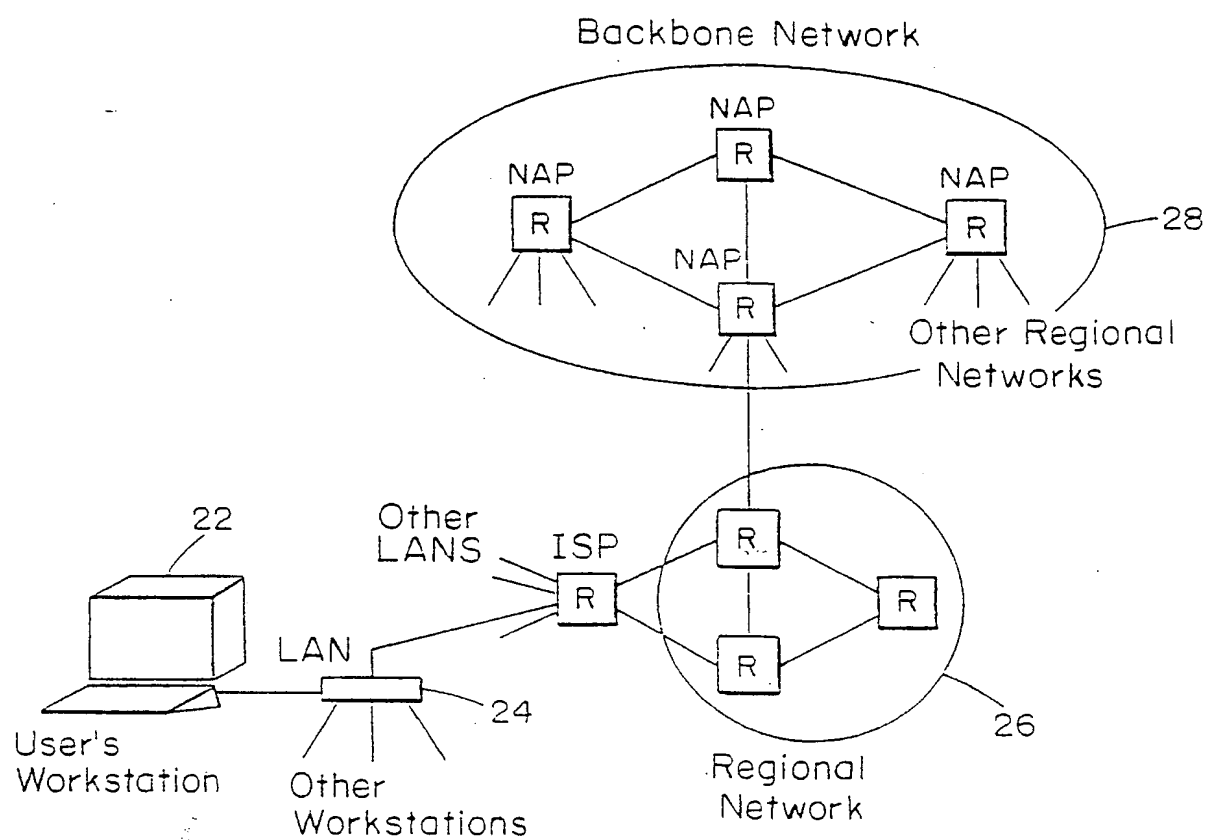 Backbone Network
NAP
R
NAP
R
NAP
R
28
NAP
R
Other Regional
Networks
22
Other
LANS
ISP
R
R
R
R
LAN
24
26
User's
Workstation
Other
Workstations
Regional
Network